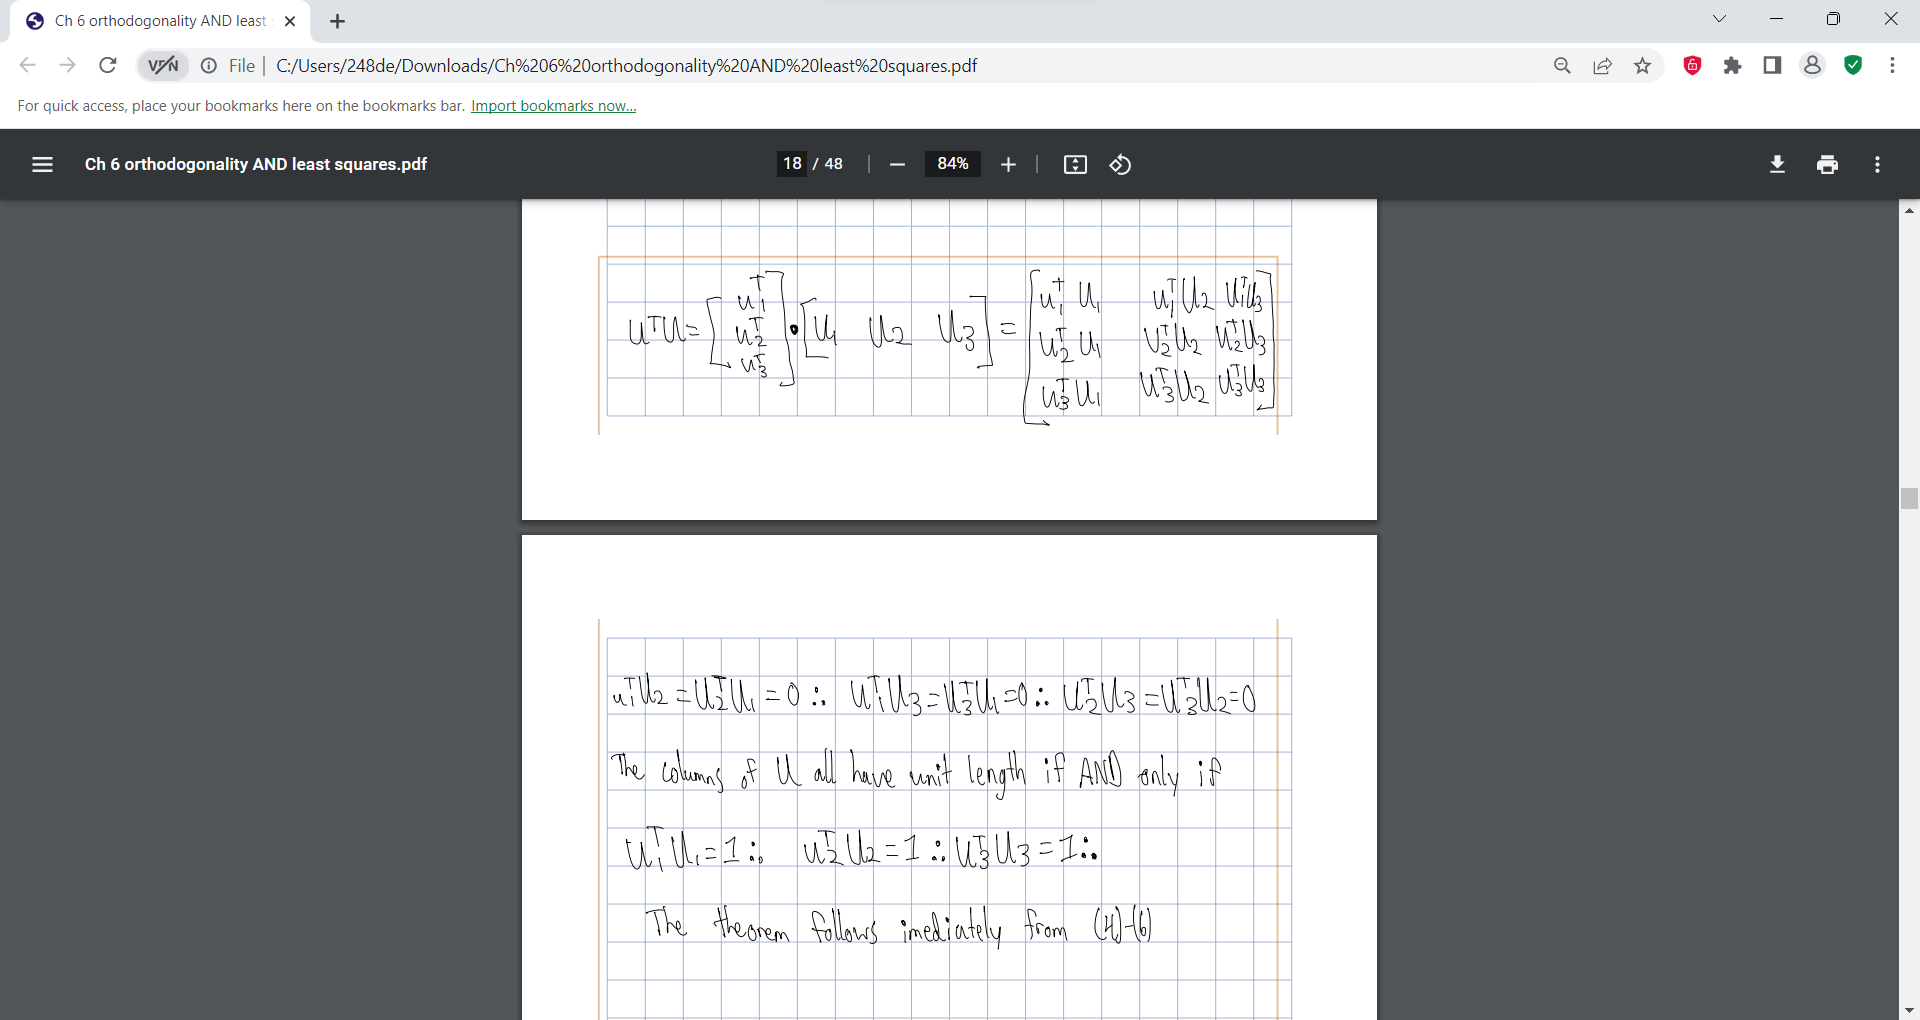 Ch 6 orthodogonality AND least
VPN File C:/Users/248de/Downloads/Ch%206%20orthodogonality%20AND%20least%20squares.pdf
For quick access, place your bookmarks here on the bookmarks bar. Import bookmarks now...
Ch 6 orthodogonality AND least squares.pdf 18 / 48 — 84% +
UᵀU = [u₁ᵀ u₂ᵀ u₃ᵀ] • [U₁ U₂ U₃] = [u₁ᵀU₁ u₁ᵀU₂ U₁ᵀU₃
U₂ᵀU₁ U₂ᵀU₂ U₂ᵀU₃
U₃ᵀU₁ U₃ᵀU₂ U₃ᵀU₃]
u₁ᵀU₂ = U₂ᵀU₁ = 0 ∴ U₁ᵀU₃ = U₃ᵀU₁ = 0 ∴ U₂ᵀU₃ = U₃ᵀU₂ = 0
The columns of U all have unit length if AND only if
U₁ᵀU₁ = 1 ∴ U₂ᵀU₂ = 1 ∴ U₃ᵀU₃ = 1 ∴
The theorem follows imediately from (4)-(6)